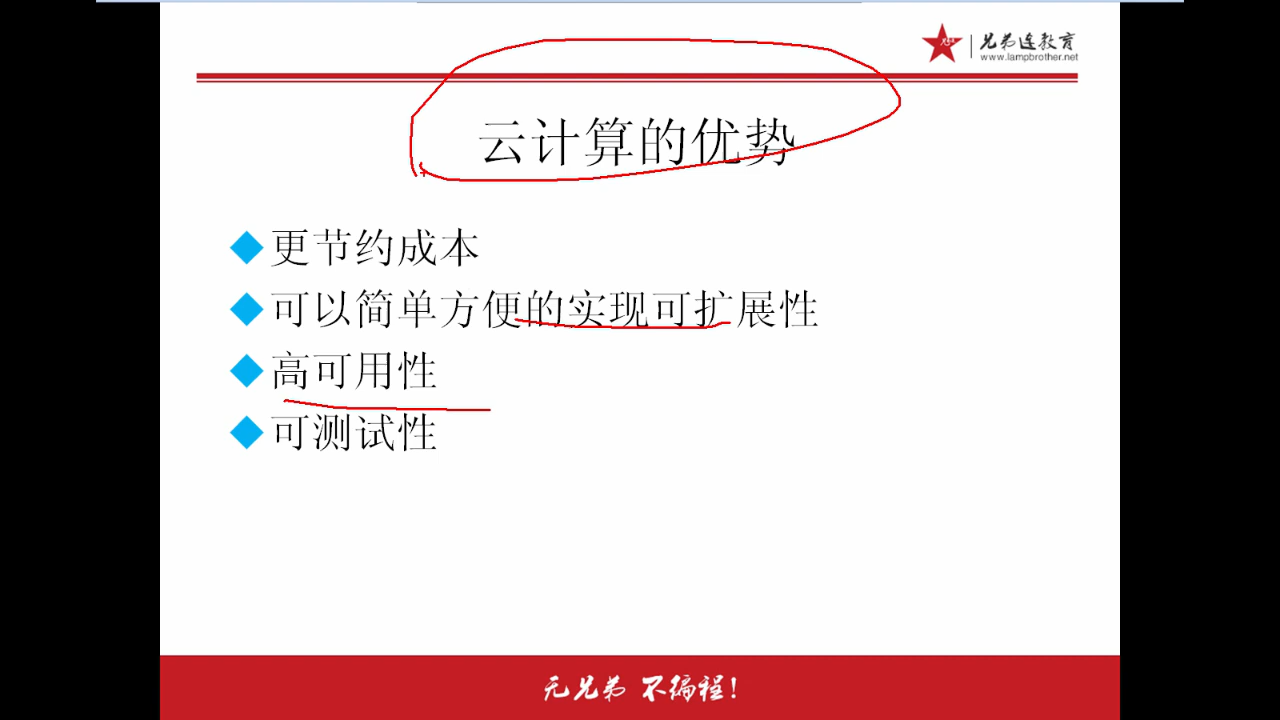 兄弟连教育
www.lampbrother.net
云计算的优势
更节约成本
可以简单方便的实现可扩展性
高可用性
可测试性
无兄弟 不编程!